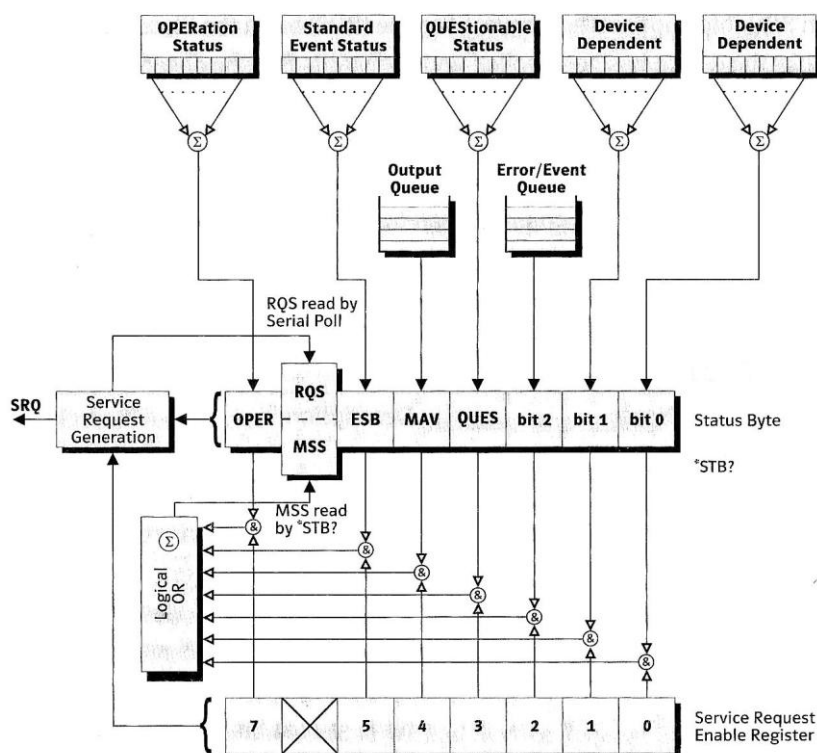 OPERation Status
Standard Event Status
QUEStionable Status
Device Dependent
Device Dependent
Σ
Σ
Σ
Σ
Σ
Output Queue
Error/Event Queue
RQS read by Serial Poll
SRQ
Service Request Generation
{
OPER
RQS
MSS
ESB
MAV
QUES
bit 2
bit 1
bit 0
Status Byte
*STB?
MSS read by *STB?
Σ
Logical OR
&
&
&
&
&
&
&
{
7
5
4
3
2
1
0
Service Request Enable Register